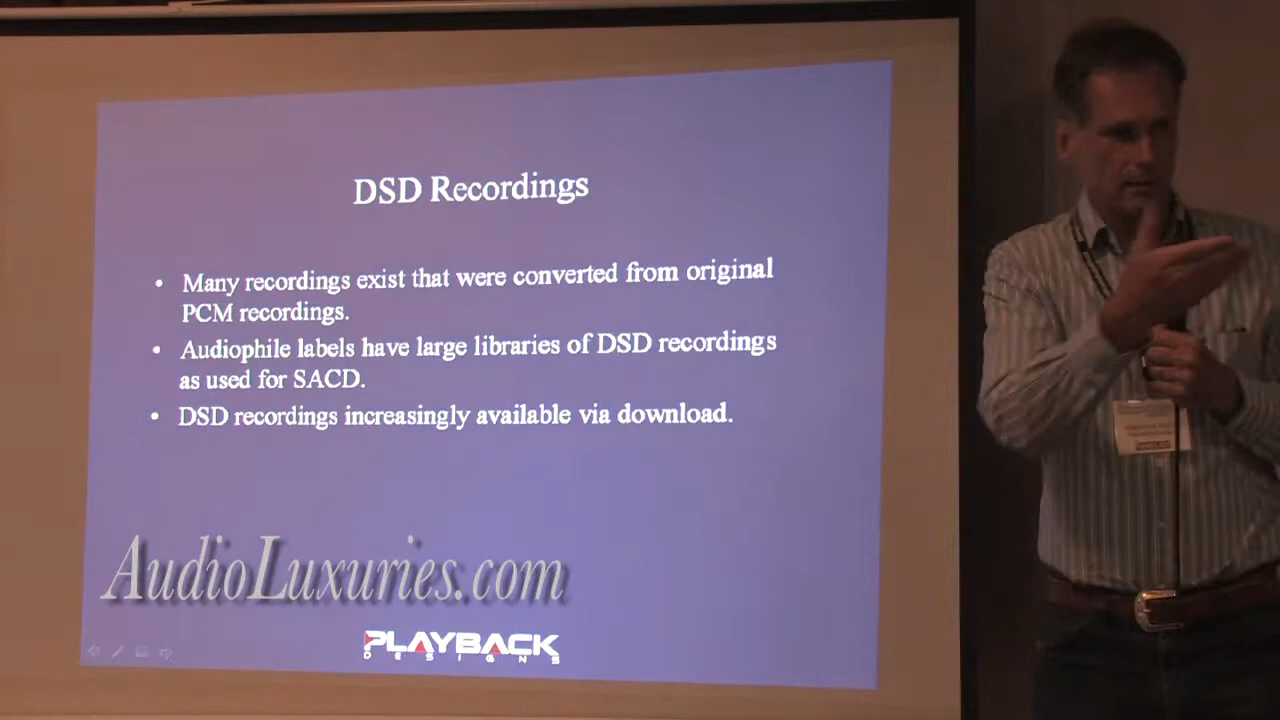 DSD Recordings
• Many recordings exist that were converted from original
PCM recordings.
• Audiophile labels have large libraries of DSD recordings
as used for SACD.
• DSD recordings increasingly available via download.
AudioLuxuries.com
PLAYBACK
DESIGNS